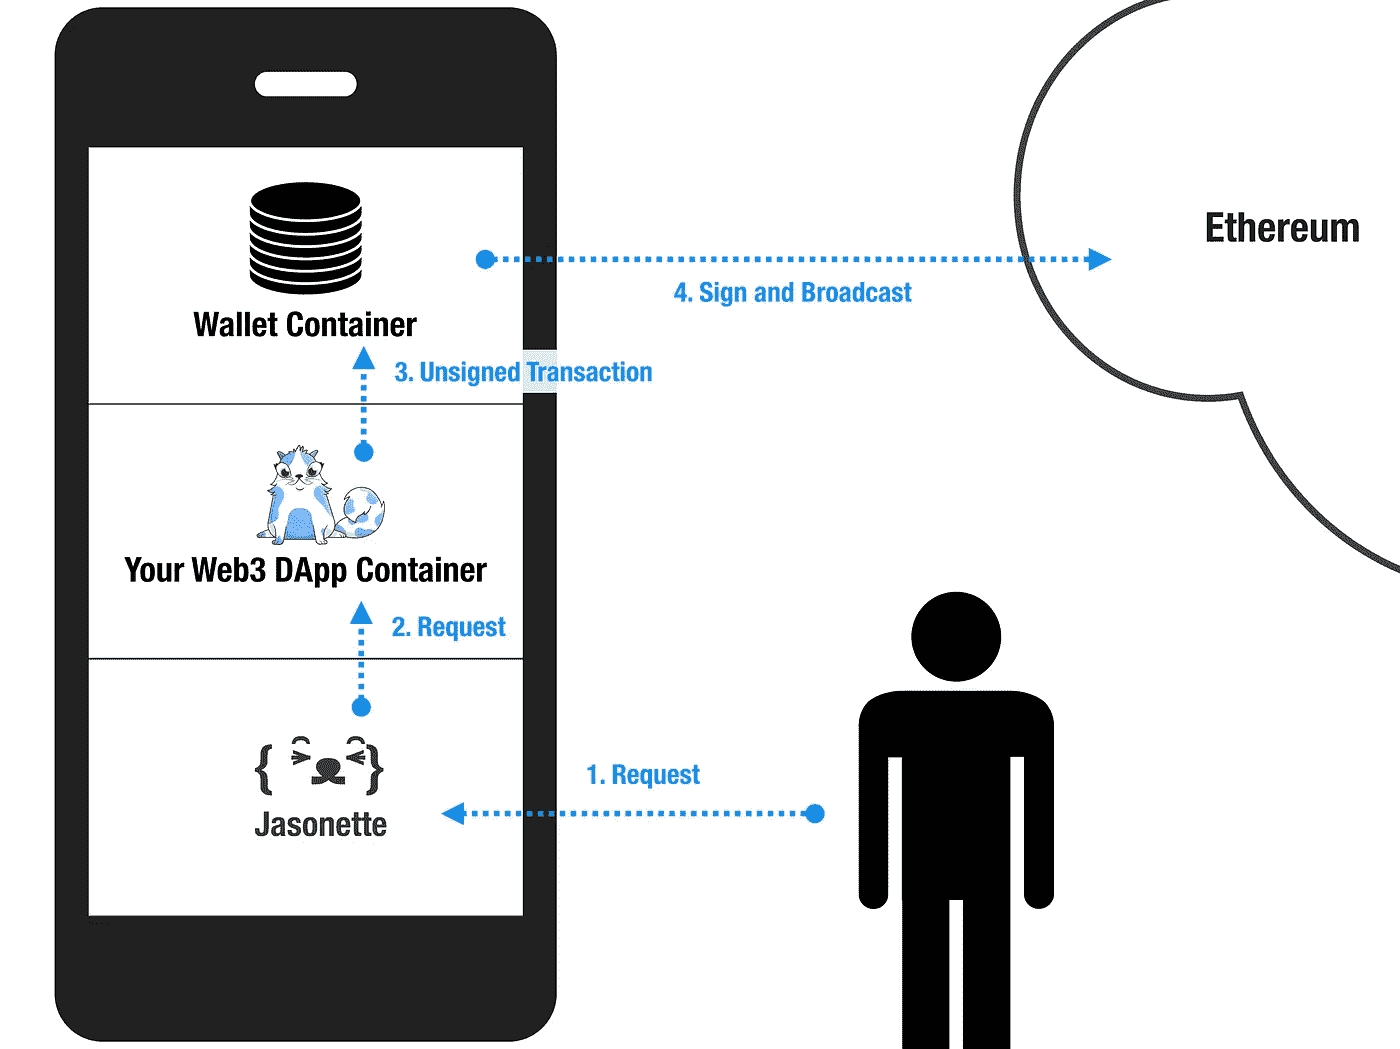 Ethereum
4. Sign and Broadcast
Wallet Container
3. Unsigned Transaction
Your Web3 DApp Container
2. Request
1. Request
Jasonette